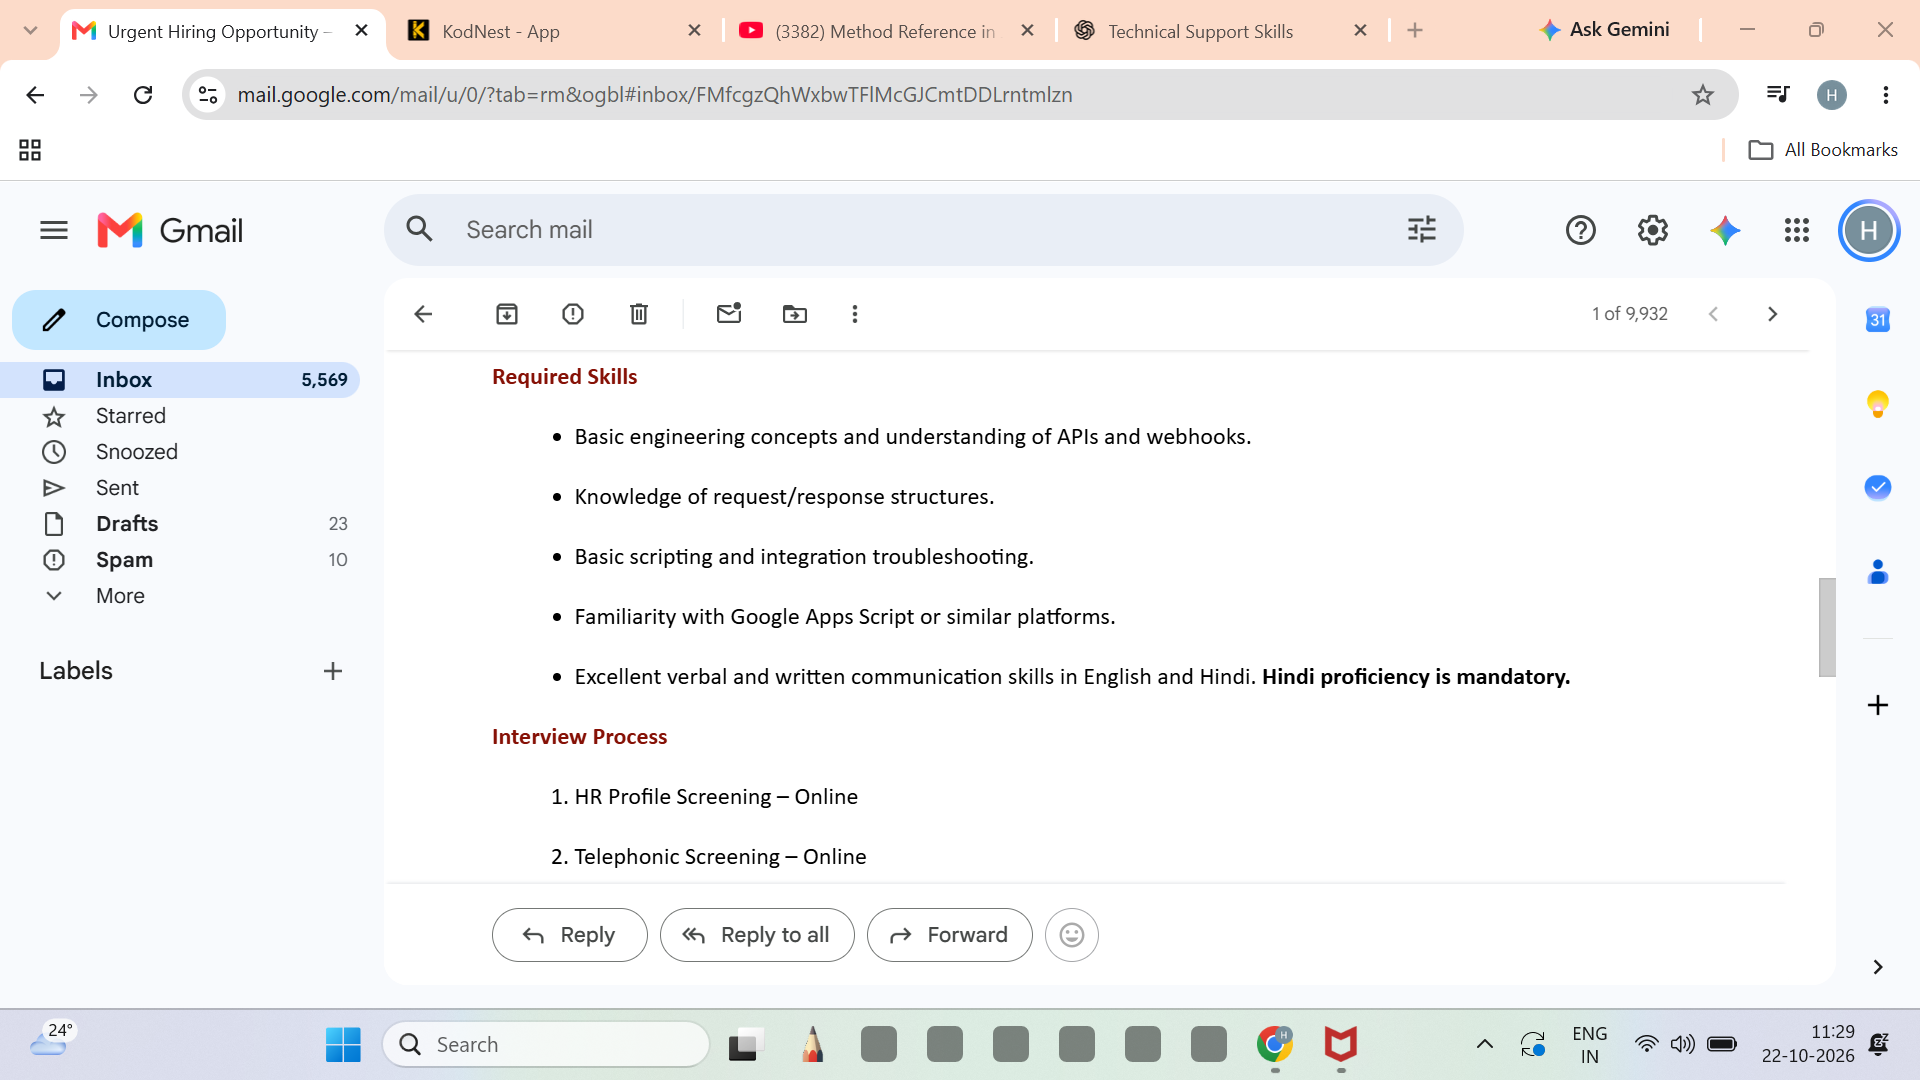 Urgent Hiring Opportunity –
KodNest - App
(3382) Method Reference in
Technical Support Skills
Ask Gemini
mail.google.com/mail/u/0/?tab=rm&ogbl#inbox/FMfcgzQhWxbwTFlMcGJCmtDDLrntmlzn
H
All Bookmarks
Gmail
Search mail
H
Compose
1 of 9,932
31
Inbox 5,569
Starred
Snoozed
Sent
Drafts 23
Spam 10
More
Labels
Required Skills
• Basic engineering concepts and understanding of APIs and webhooks.
• Knowledge of request/response structures.
• Basic scripting and integration troubleshooting.
• Familiarity with Google Apps Script or similar platforms.
• Excellent verbal and written communication skills in English and Hindi. Hindi proficiency is mandatory.
Interview Process
1. HR Profile Screening – Online
2. Telephonic Screening – Online
Reply
Reply to all
Forward
24°
Search
H
ENG
IN
11:29
22-10-2026